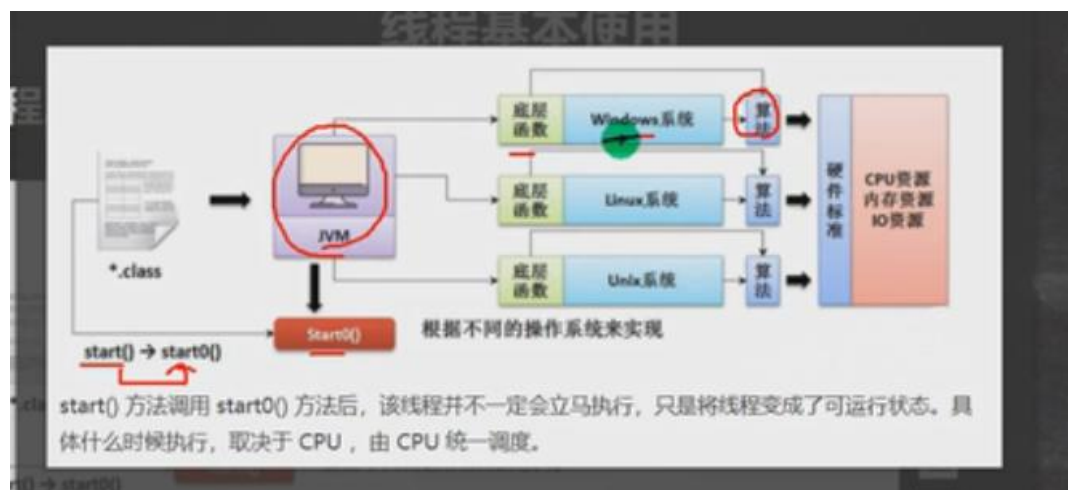 线程基本使用
程
底层函数
Windows系统
算法
底层函数
Linux系统
算法
底层函数
Unix系统
算法
硬件标准
CPU资源
内存资源
IO资源
JVM
*.class
Start0()
根据不同的操作系统来实现
start() → start0()
start() 方法调用 start0() 方法后，该线程并不一定会立马执行，只是将线程变成了可运行状态。具
体什么时候执行，取决于 CPU ，由 CPU 统一调度。
*.cla
→ start0()